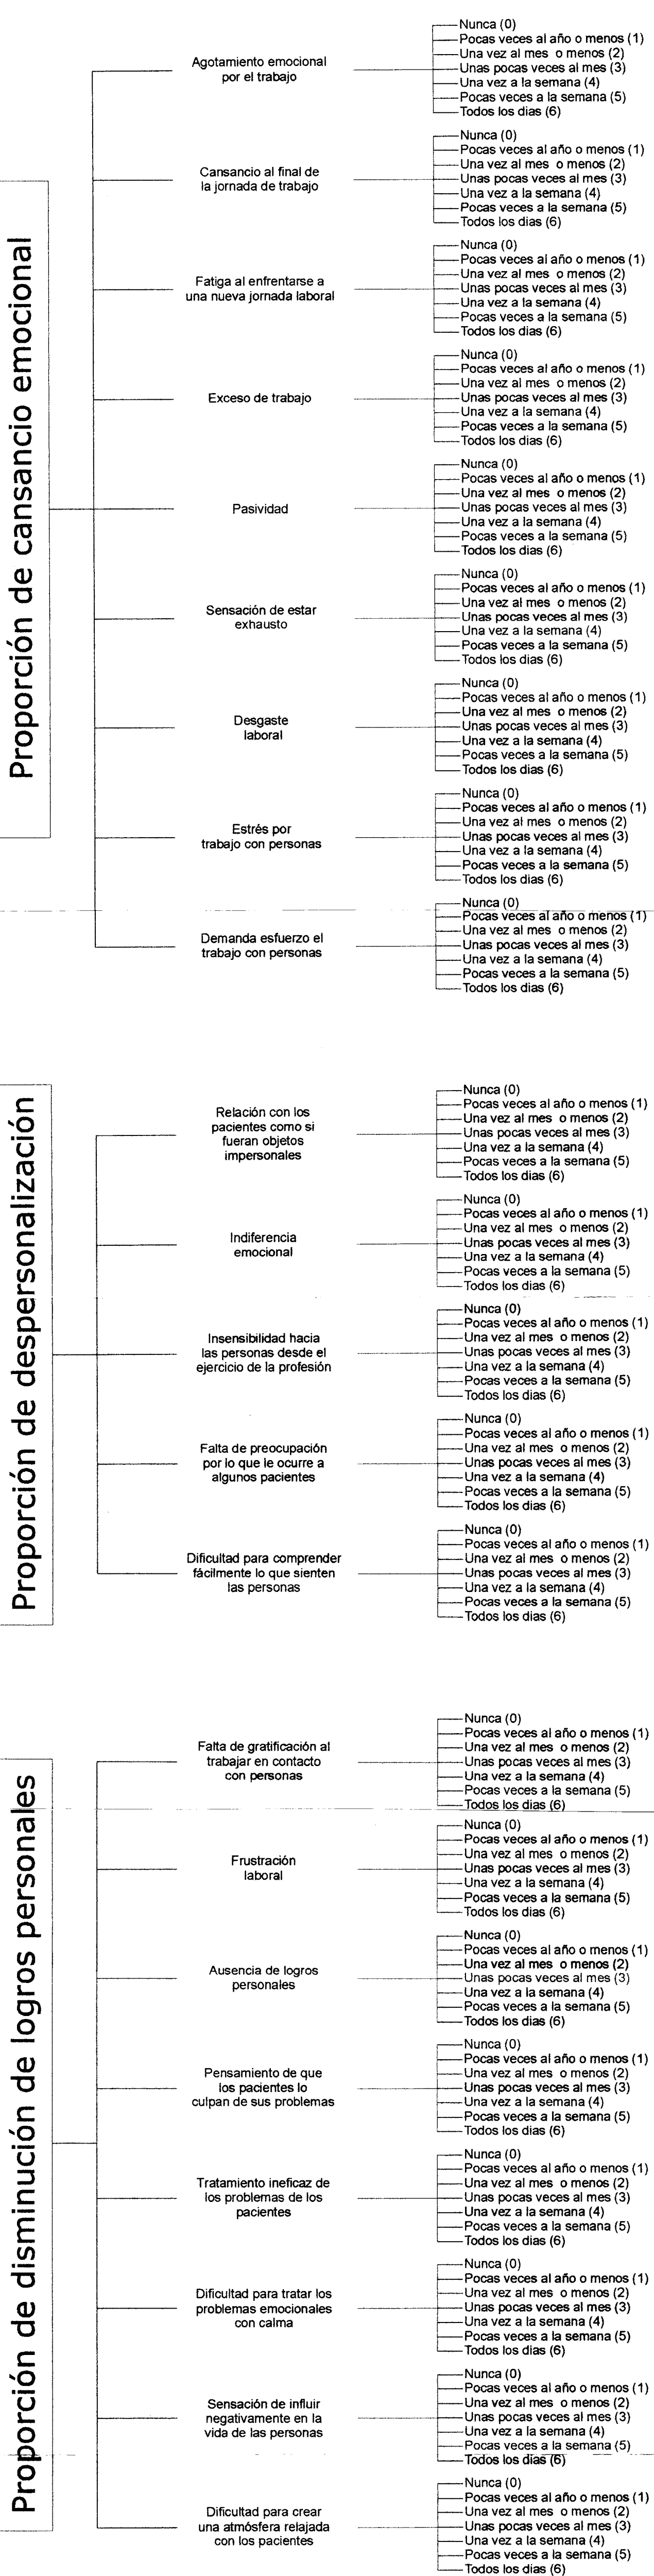 Proporción de cansancio emocional
Agotamiento emocional
por el trabajo
Nunca (0)
Pocas veces al año o menos (1)
Una vez al mes o menos (2)
Unas pocas veces al mes (3)
Una vez a la semana (4)
Pocas veces a la semana (5)
Todos los dias (6)
Cansancio al final de
la jornada de trabajo
Nunca (0)
Pocas veces al año o menos (1)
Una vez al mes o menos (2)
Unas pocas veces al mes (3)
Una vez a la semana (4)
Pocas veces a la semana (5)
Todos los dias (6)
Fatiga al enfrentarse a
una nueva jornada laboral
Nunca (0)
Pocas veces al año o menos (1)
Una vez al mes o menos (2)
Unas pocas veces al mes (3)
Una vez a la semana (4)
Pocas veces a la semana (5)
Todos los dias (6)
Exceso de trabajo
Nunca (0)
Pocas veces al año o menos (1)
Una vez al mes o menos (2)
Unas pocas veces al mes (3)
Una vez a la semana (4)
Pocas veces a la semana (5)
Todos los dias (6)
Pasividad
Nunca (0)
Pocas veces al año o menos (1)
Una vez al mes o menos (2)
Unas pocas veces al mes (3)
Una vez a la semana (4)
Pocas veces a la semana (5)
Todos los dias (6)
Sensación de estar
exhausto
Nunca (0)
Pocas veces al año o menos (1)
Una vez al mes o menos (2)
Unas pocas veces al mes (3)
Una vez a la semana (4)
Pocas veces a la semana (5)
Todos los dias (6)
Desgaste
laboral
Nunca (0)
Pocas veces al año o menos (1)
Una vez al mes o menos (2)
Unas pocas veces al mes (3)
Una vez a la semana (4)
Pocas veces a la semana (5)
Todos los dias (6)
Estrés por
trabajo con personas
Nunca (0)
Pocas veces al año o menos (1)
Una vez al mes o menos (2)
Unas pocas veces al mes (3)
Una vez a la semana (4)
Pocas veces a la semana (5)
Todos los dias (6)
Demanda esfuerzo el
trabajo con personas
Nunca (0)
Pocas veces al año o menos (1)
Una vez al mes o menos (2)
Unas pocas veces al mes (3)
Una vez a la semana (4)
Pocas veces a la semana (5)
Todos los dias (6)
Proporción de despersonalización
Relación con los
pacientes como si
fueran objetos
impersonales
Nunca (0)
Pocas veces al año o menos (1)
Una vez al mes o menos (2)
Unas pocas veces al mes (3)
Una vez a la semana (4)
Pocas veces a la semana (5)
Todos los dias (6)
Indiferencia
emocional
Nunca (0)
Pocas veces al año o menos (1)
Una vez al mes o menos (2)
Unas pocas veces al mes (3)
Una vez a la semana (4)
Pocas veces a la semana (5)
Todos los dias (6)
Insensibilidad hacia
las personas desde el
ejercicio de la profesión
Nunca (0)
Pocas veces al año o menos (1)
Una vez al mes o menos (2)
Unas pocas veces al mes (3)
Una vez a la semana (4)
Pocas veces a la semana (5)
Todos los dias (6)
Falta de preocupación
por lo que le ocurre a
algunos pacientes
Nunca (0)
Pocas veces al año o menos (1)
Una vez al mes o menos (2)
Unas pocas veces al mes (3)
Una vez a la semana (4)
Pocas veces a la semana (5)
Todos los dias (6)
Dificultad para comprender
fácilmente lo que sienten
las personas
Nunca (0)
Pocas veces al año o menos (1)
Una vez al mes o menos (2)
Unas pocas veces al mes (3)
Una vez a la semana (4)
Pocas veces a la semana (5)
Todos los dias (6)
Proporción de disminución de logros personales
Falta de gratificación al
trabajar en contacto
con personas
Nunca (0)
Pocas veces al año o menos (1)
Una vez al mes o menos (2)
Unas pocas veces al mes (3)
Una vez a la semana (4)
Pocas veces a la semana (5)
Todos los dias (6)
Frustración
laboral
Nunca (0)
Pocas veces al año o menos (1)
Una vez al mes o menos (2)
Unas pocas veces al mes (3)
Una vez a la semana (4)
Pocas veces a la semana (5)
Todos los dias (6)
Ausencia de logros
personales
Nunca (0)
Pocas veces al año o menos (1)
Una vez al mes o menos (2)
Unas pocas veces al mes (3)
Una vez a la semana (4)
Pocas veces a la semana (5)
Todos los dias (6)
Pensamiento de que
los pacientes lo
culpan de sus problemas
Nunca (0)
Pocas veces al año o menos (1)
Una vez al mes o menos (2)
Unas pocas veces al mes (3)
Una vez a la semana (4)
Pocas veces a la semana (5)
Todos los dias (6)
Tratamiento ineficaz de
los problemas de los
pacientes
Nunca (0)
Pocas veces al año o menos (1)
Una vez al mes o menos (2)
Unas pocas veces al mes (3)
Una vez a la semana (4)
Pocas veces a la semana (5)
Todos los dias (6)
Dificultad para tratar los
problemas emocionales
con calma
Nunca (0)
Pocas veces al año o menos (1)
Una vez al mes o menos (2)
Unas pocas veces al mes (3)
Una vez a la semana (4)
Pocas veces a la semana (5)
Todos los dias (6)
Sensación de influir
negativamente en la
vida de las personas
Nunca (0)
Pocas veces al año o menos (1)
Una vez al mes o menos (2)
Unas pocas veces al mes (3)
Una vez a la semana (4)
Pocas veces a la semana (5)
Todos los dias (6)
Dificultad para crear
una atmósfera relajada
con los pacientes
Nunca (0)
Pocas veces al año o menos (1)
Una vez al mes o menos (2)
Unas pocas veces al mes (3)
Una vez a la semana (4)
Pocas veces a la semana (5)
Todos los dias (6)